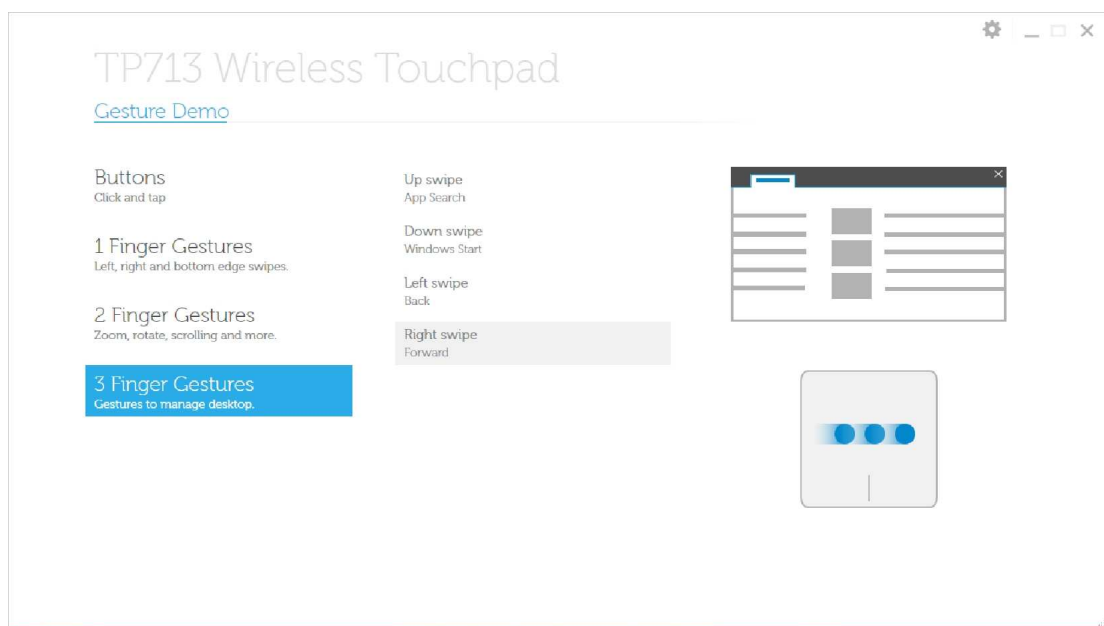 TP713 Wireless Touchpad
Gesture Demo
Buttons
Click and tap
1 Finger Gestures
Left, right and bottom edge swipes.
2 Finger Gestures
Zoom, rotate, scrolling and more.
3 Finger Gestures
Gestures to manage desktop.
Up swipe
App Search
Down swipe
Windows Start
Left swipe
Back
Right swipe
Forward